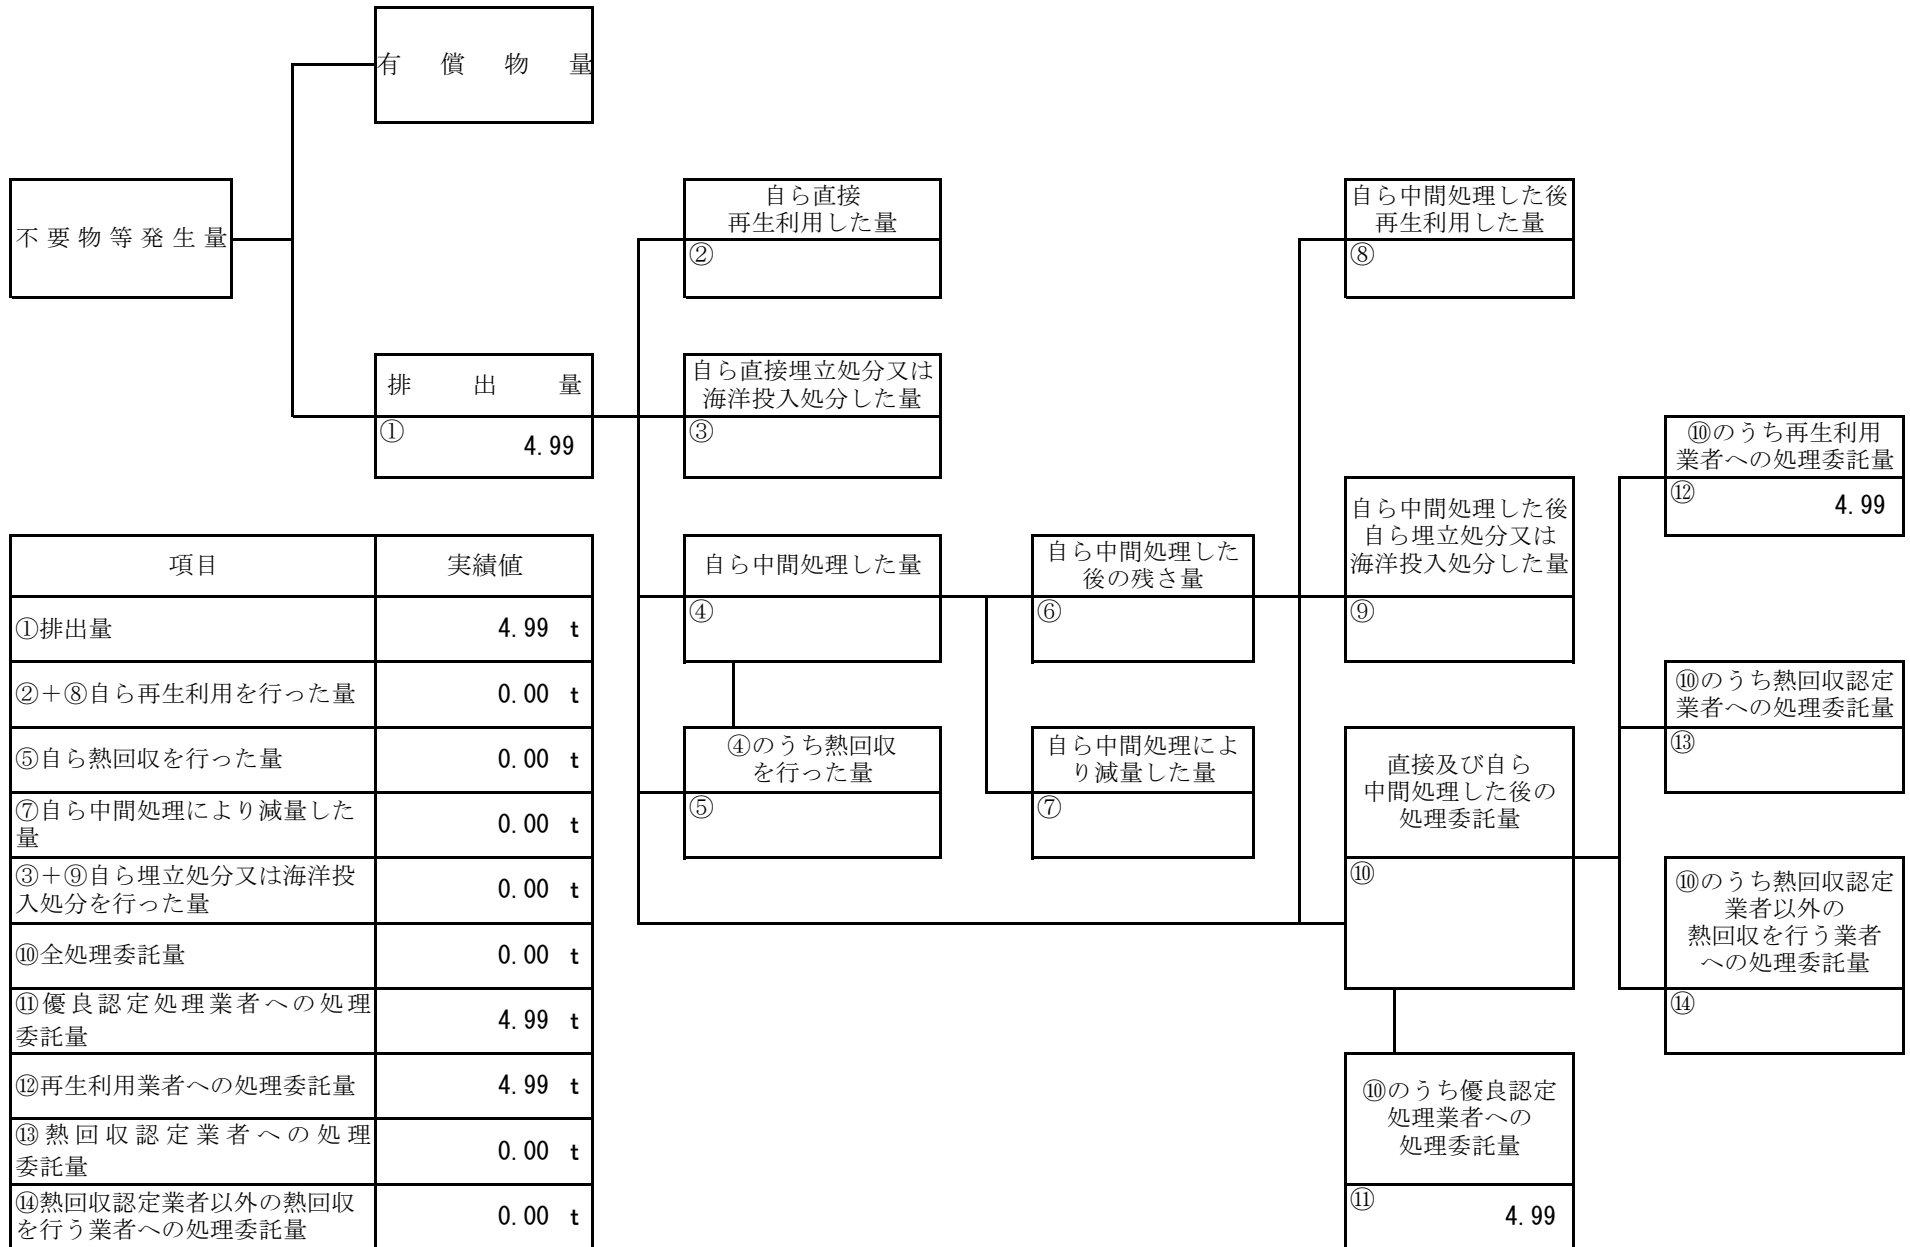 有償物量
不要物等発生量
排出量
① 4.99
自ら直接
再生利用した量
②
自ら直接埋立処分又は
海洋投入処分した量
③
自ら中間処理した量
④
④のうち熱回収
を行った量
⑤
自ら中間処理した
後の残さ量
⑥
自ら中間処理によ
り減量した量
⑦
自ら中間処理した後
再生利用した量
⑧
自ら中間処理した後
自ら埋立処分又は
海洋投入処分した量
⑨
直接及び自ら
中間処理した後の
処理委託量
⑩
⑩のうち優良認定
処理業者への
処理委託量
⑪ 4.99
⑩のうち再生利用
業者への処理委託量
⑫ 4.99
⑩のうち熱回収認定
業者への処理委託量
⑬
⑩のうち熱回収認定
業者以外の
熱回収を行う業者
への処理委託量
⑭
項目 実績値
①排出量 4.99 t
②＋⑧自ら再生利用を行った量 0.00 t
⑤自ら熱回収を行った量 0.00 t
⑦自ら中間処理により減量した
量 0.00 t
③＋⑨自ら埋立処分又は海洋投
入処分を行った量 0.00 t
⑩全処理委託量 0.00 t
⑪優良認定処理業者への処理
委託量 4.99 t
⑫再生利用業者への処理委託量 4.99 t
⑬熱回収認定業者への処理
委託量 0.00 t
⑭熱回収認定業者以外の熱回収
を行う業者への処理委託量 0.00 t